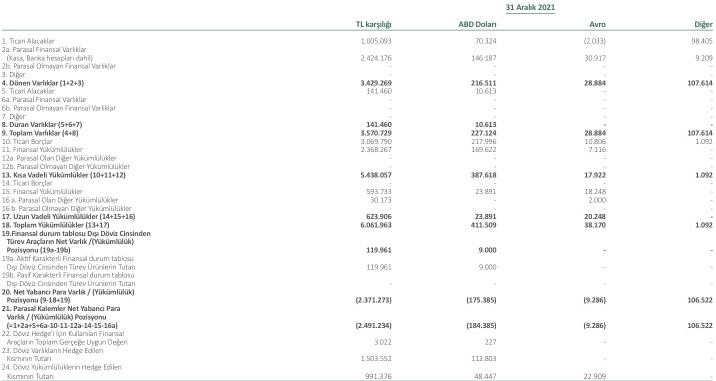 31 Aralık 2021
TL karşılığı ABD Doları Avro Diğer
1. Ticari Alacaklar 1.005.093 70.324 (2.033) 98.405
2a. Parasal Finansal Varlıklar
(Kasa, Banka hesapları dahil) 2.424.176 146.187 30.917 9.209
2b. Parasal Olmayan Finansal Varlıklar - - - -
3. Diğer - - - -
4. Dönen Varlıklar (1+2+3) 3.429.269 216.511 28.884 107.614
5. Ticari Alacaklar 141.460 10.613 - -
6a. Parasal Finansal Varlıklar - - - -
6b. Parasal Olmayan Finansal Varlıklar - - - -
7. Diğer - - - -
8. Duran Varlıklar (5+6+7) 141.460 10.613 - -
9. Toplam Varlıklar (4+8) 3.570.729 227.124 28.884 107.614
10. Ticari Borçlar 3.069.790 217.996 10.806 1.092
11. Finansal Yükümlülükler 2.368.267 169.622 7.116 -
12a. Parasal Olan Diğer Yükümlülükler - - - -
12b. Parasal Olmayan Diğer Yükümlülükler - - - -
13. Kısa Vadeli Yükümlülükler (10+11+12) 5.438.057 387.618 17.922 1.092
14. Ticari Borçlar - - - -
15. Finansal Yükümlülükler 593.733 23.891 18.248 -
16 a. Parasal Olan Diğer Yükümlülükler 30.173 - 2.000 -
16 b. Parasal Olmayan Diğer Yükümlülükler - - - -
17. Uzun Vadeli Yükümlülükler (14+15+16) 623.906 23.891 20.248 -
18. Toplam Yükümlülükler (13+17) 6.061.963 411.509 38.170 1.092
19.Finansal durum tablosu Dışı Döviz Cinsinden
Türev Araçların Net Varlık /(Yükümlülük)
Pozisyonu (19a-19b) 119.961 9.000 - -
19a. Aktif Karakterli Finansal durum tablosu
Dışı Döviz Cinsinden Türev Ürünlerin Tutarı 119.961 9.000 - -
19b. Pasif Karakterli Finansal durum tablosu
Dışı Döviz Cinsinden Türev Ürünlerin Tutarı - - - -
20. Net Yabancı Para Varlık / (Yükümlülük)
Pozisyonu (9-18+19) (2.371.273) (175.385) (9.286) 106.522
21. Parasal Kalemler Net Yabancı Para
Varlık / (Yükümlülük) Pozisyonu
(=1+2a+5+6a-10-11-12a-14-15-16a) (2.491.234) (184.385) (9.286) 106.522
22. Döviz Hedge'i İçin Kullanılan Finansal
Araçların Toplam Gerçeğe Uygun Değeri 3.022 227 - -
23. Döviz Varlıkların Hedge Edilen
Kısmının Tutarı 1.503.552 112.803 - -
24. Döviz Yükümlülüklerin Hedge Edilen
Kısmının Tutarı 991.376 48.447 22.909 -